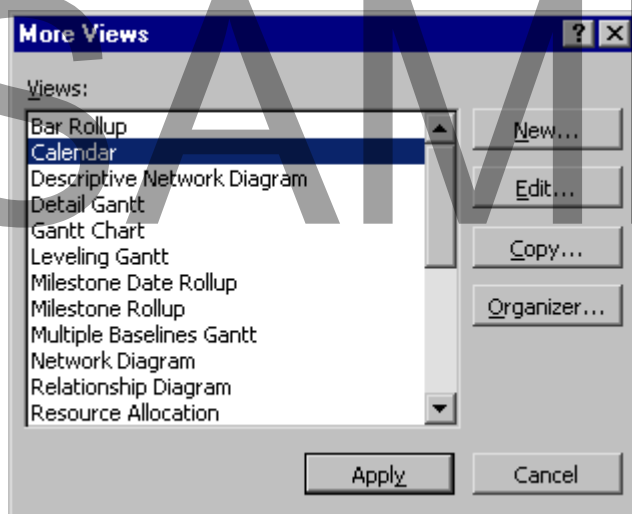 More Views
Views:
Bar Rollup
Calendar
Descriptive Network Diagram
Detail Gantt
Gantt Chart
Leveling Gantt
Milestone Date Rollup
Milestone Rollup
Multiple Baselines Gantt
Network Diagram
Relationship Diagram
Resource Allocation
New...
Edit...
Copy...
Organizer...
Apply
Cancel
SAM